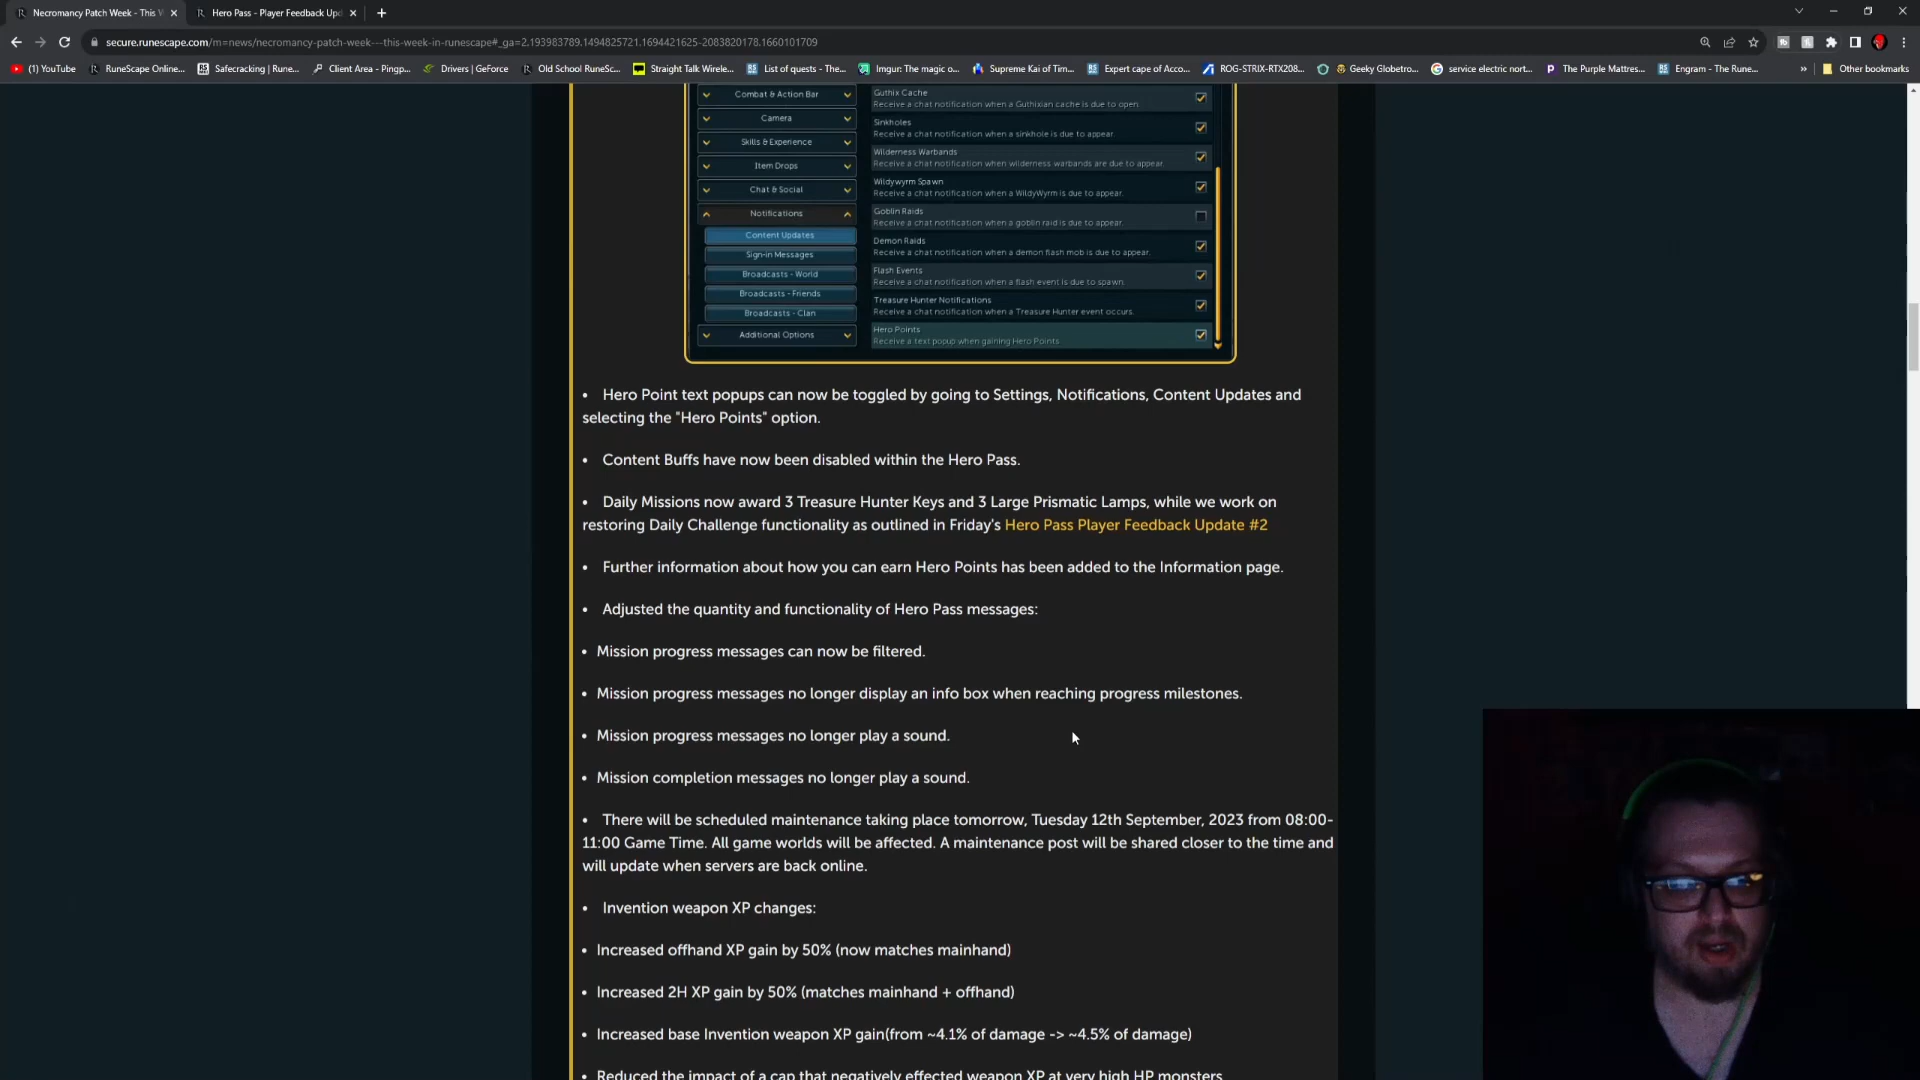 Necromancy Patch Week - This W
Hero Pass - Player Feedback Upd
secure.runescape.com/m=news/necromancy-patch-week---this-week-in-runescape#_ga=2.193983789.1494825721.1694421625-2083820178.1660101709
(1) YouTube RuneScape Online... Safecracking | Rune... Client Area - Pingp... Drivers | GeForce Old School RuneSc... Straight Talk Wirele... List of quests - The... Imgur: The magic o... Supreme Kai of Tim... Expert cape of Acco... ROG-STRIX-RTX208... Geeky Globetro... service electric nort... The Purple Mattres... Engram - The Rune... » Other bookmarks
Combat & Action Bar
Camera
Skills & Experience
Item Drops
Chat & Social
Notifications
Content Updates
Sign-in Messages
Broadcasts - World
Broadcasts - Friends
Broadcasts - Clan
Additional Options
Guthix Cache
Receive a chat notification when a Guthixian cache is due to open.
Sinkholes
Receive a chat notification when a sinkhole is due to appear
Wilderness Warbands
Receive a chat notification when wilderness warbands are due to appear.
Wildywyrm Spawn
Receive a chat notification when a WildyWyrm is due to appear.
Goblin Raids
Receive a chat notification when a goblin raid is due to appear.
Demon Raids
Receive a chat notification when a demon flash mob is due to appear.
Flash Events
Receive a chat notification when a flash event is due to spawn.
Treasure Hunter Notifications
Receive a chat notification when a Treasure Hunter event occurs.
Hero Points
Receive a text popup when gaining Hero Points
• Hero Point text popups can now be toggled by going to Settings, Notifications, Content Updates and
selecting the "Hero Points" option.
• Content Buffs have now been disabled within the Hero Pass.
• Daily Missions now award 3 Treasure Hunter Keys and 3 Large Prismatic Lamps, while we work on
restoring Daily Challenge functionality as outlined in Friday's Hero Pass Player Feedback Update #2
• Further information about how you can earn Hero Points has been added to the Information page.
• Adjusted the quantity and functionality of Hero Pass messages:
• Mission progress messages can now be filtered.
• Mission progress messages no longer display an info box when reaching progress milestones.
• Mission progress messages no longer play a sound.
• Mission completion messages no longer play a sound.
• There will be scheduled maintenance taking place tomorrow, Tuesday 12th September, 2023 from 08:00-
11:00 Game Time. All game worlds will be affected. A maintenance post will be shared closer to the time and
will update when servers are back online.
• Invention weapon XP changes:
• Increased offhand XP gain by 50% (now matches mainhand)
• Increased 2H XP gain by 50% (matches mainhand + offhand)
• Increased base Invention weapon XP gain(from ~4.1% of damage -> ~4.5% of damage)
• Reduced the impact of a cap that negatively effected weapon XP at very high HP monsters